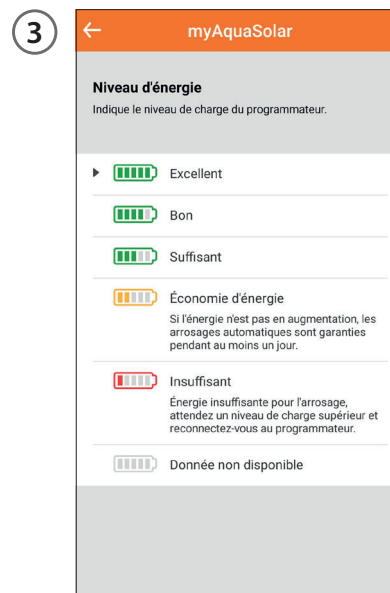 3
myAquaSolar
Niveau d'énergie
Indique le niveau de charge du programmateur.
Excellent
Bon
Suffisant
Économie d'énergie
Si l'énergie n'est pas en augmentation, les
arrosages automatiques sont garanties
pendant au moins un jour.
Insuffisant
Énergie insuffisante pour l'arrosage,
attendez un niveau de charge supérieur et
reconnectez-vous au programmateur.
Donnée non disponible